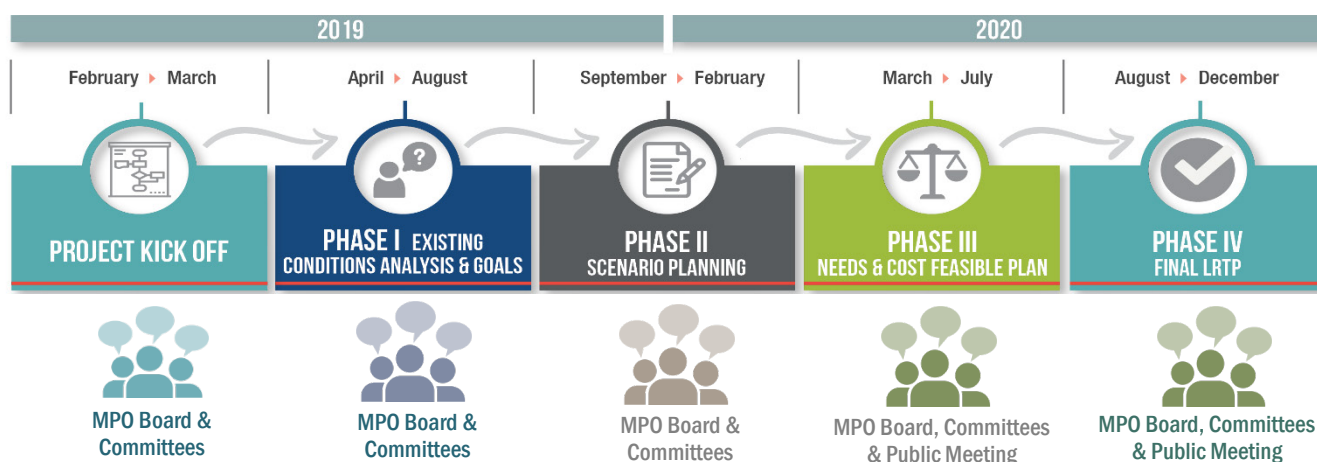 2019
2020
February ▸ March
April ▸ August
September ▸ February
March ▸ July
August ▸ December
?
PROJECT KICK OFF
PHASE I EXISTING
CONDITIONS ANALYSIS & GOALS
PHASE II
SCENARIO PLANNING
PHASE III
NEEDS & COST FEASIBLE PLAN
PHASE IV
FINAL LRTP
MPO Board &
Committees
MPO Board &
Committees
MPO Board &
Committees
MPO Board, Committees
& Public Meeting
MPO Board, Committees
& Public Meeting